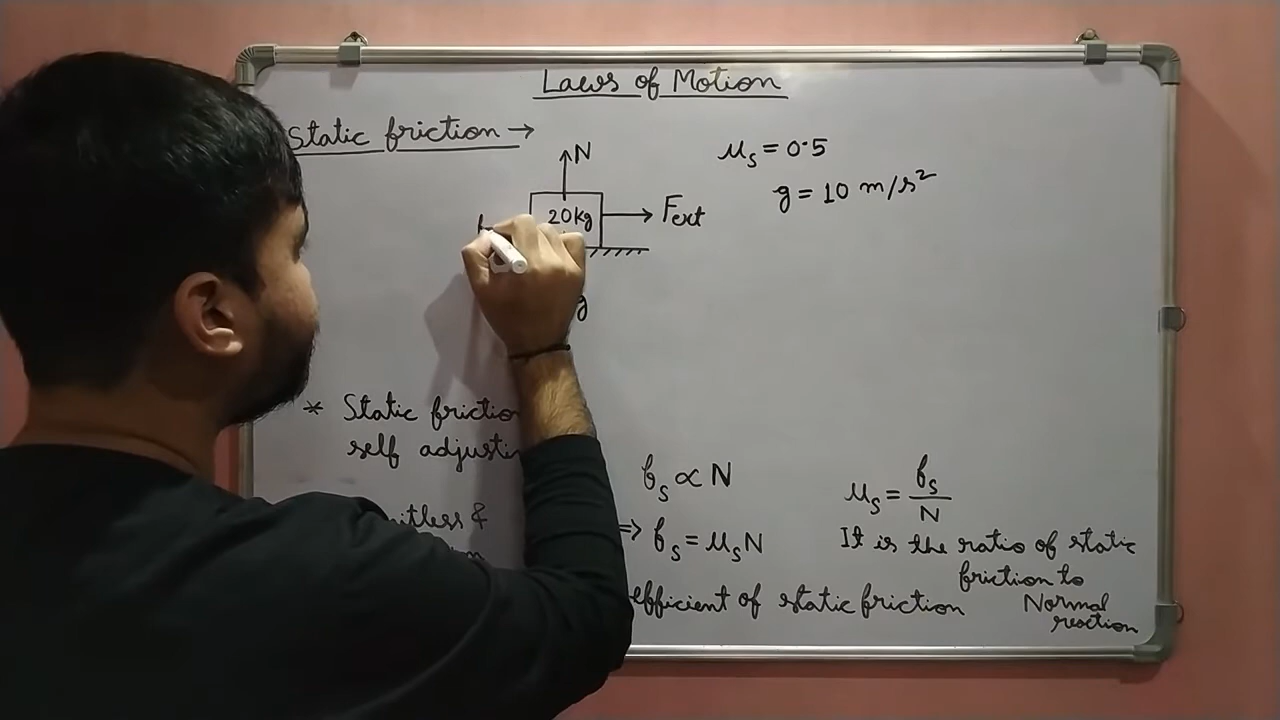 Laws of Motion
Static friction →
N
μs = 0.5
g = 10 m/s²
20kg
Fext
f
g
* Static frictio
self adjusti
fs ∝ N
⇒ fs = μsN
μs = fs/N
itless &
It is the ratio of static
friction to
Normal
reaction
efficient of static friction